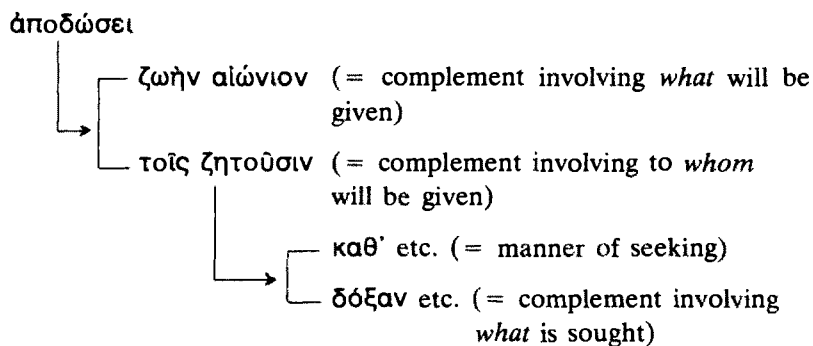 ἀποδώσει
ζωὴν αἰώνιον (= complement involving what will be
given)
τοῖς ζητοῦσιν (= complement involving to whom
will be given)
καθ᾽ etc. (= manner of seeking)
δόξαν etc. (= complement involving
what is sought)